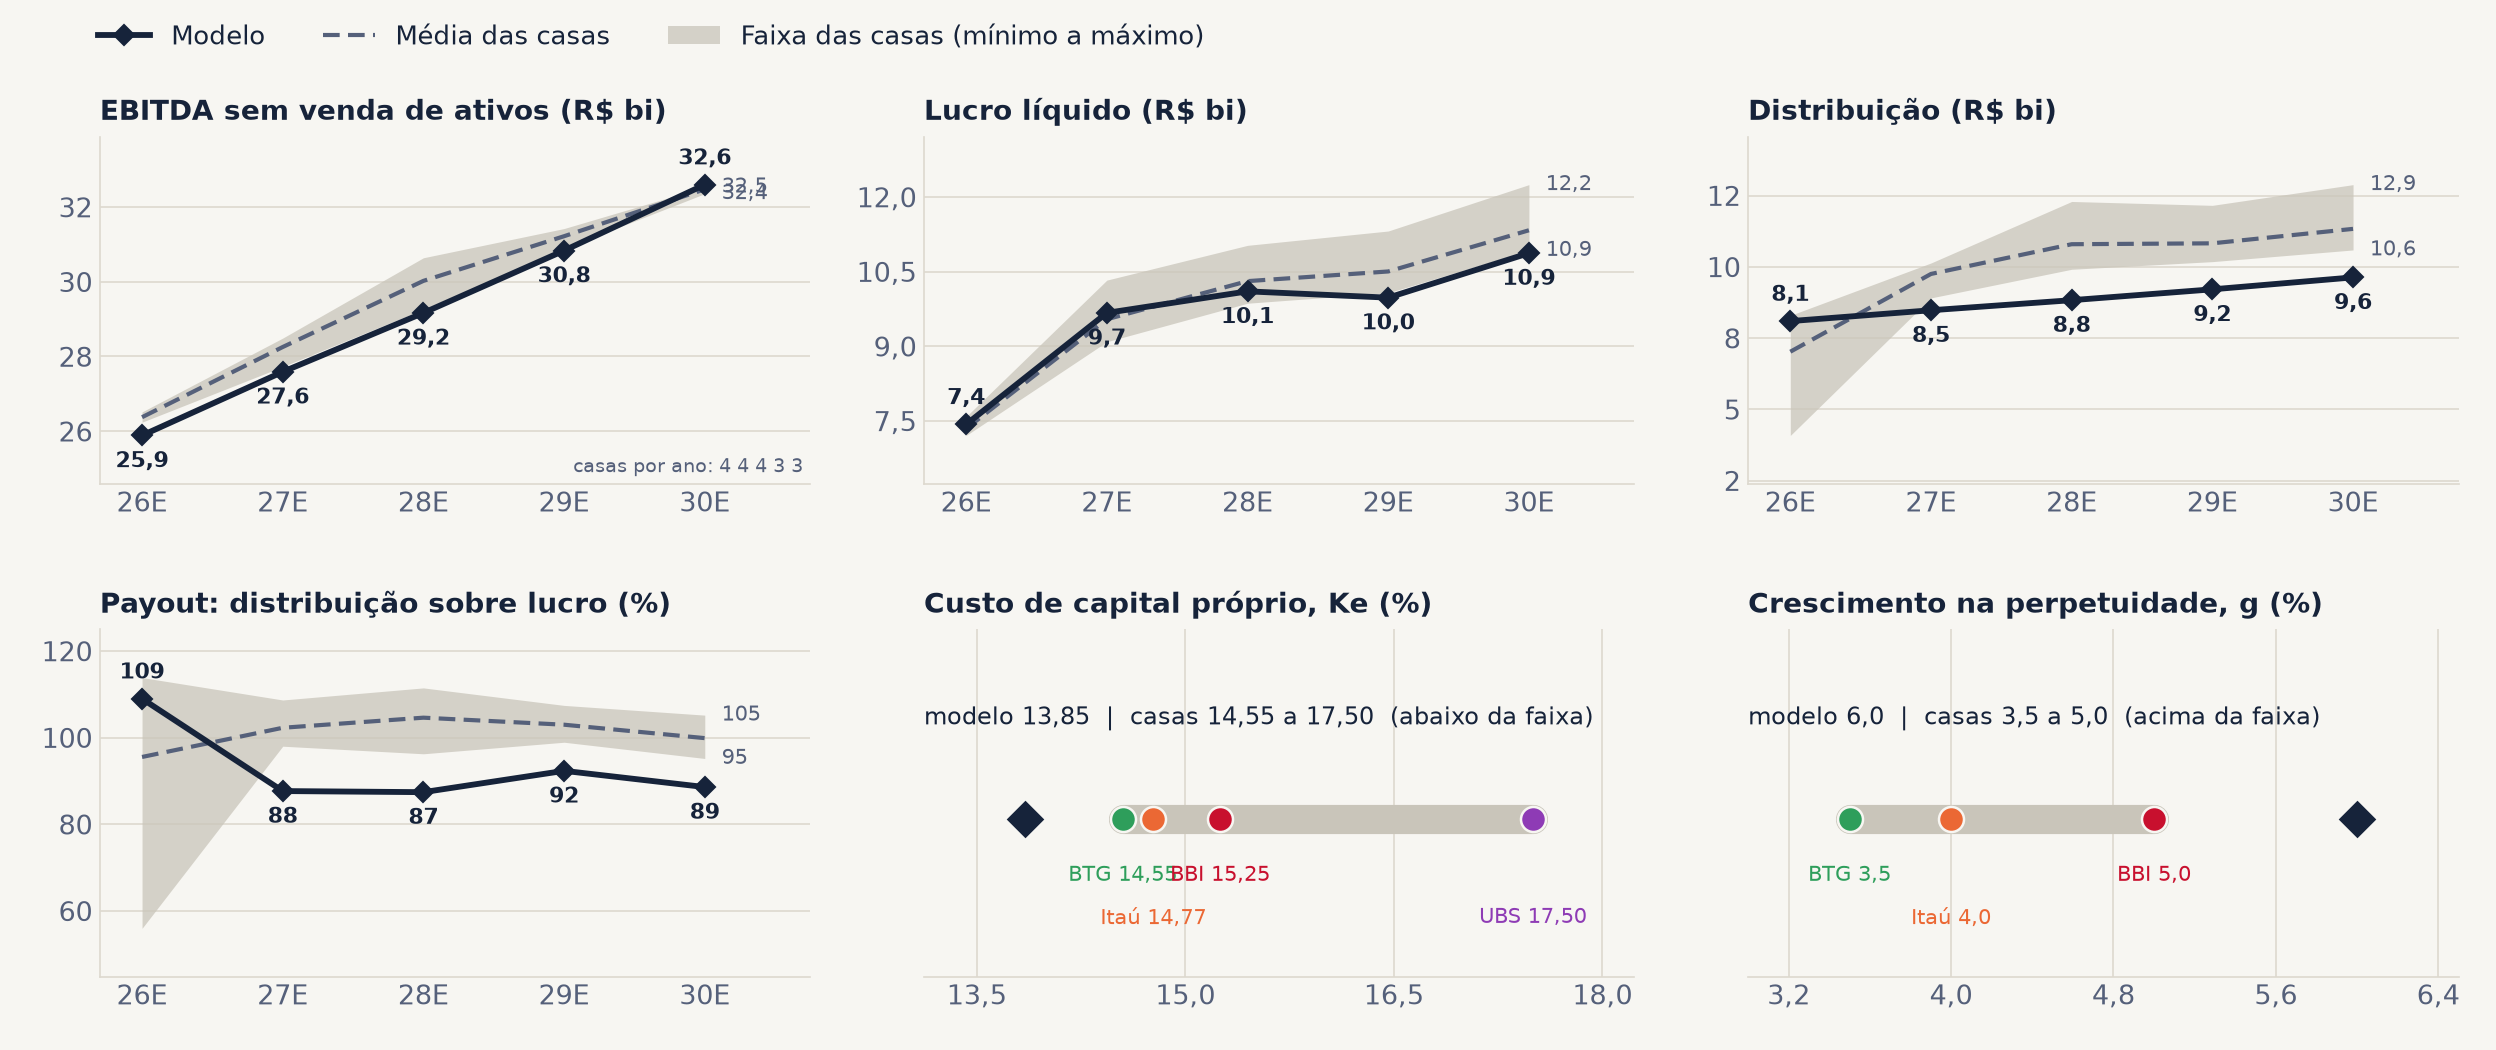 Modelo
Média das casas
Faixa das casas (mínimo a máximo)
EBITDA sem venda de ativos (R$ bi)
32
30
28
26
25,9
27,6
29,2
30,8
32,6
32,5
32,4
casas por ano: 4 4 4 3 3
26E 27E 28E 29E 30E
Lucro líquido (R$ bi)
12,0
10,5
9,0
7,5
7,4
9,7
10,1
10,0
10,9
12,2
10,9
26E 27E 28E 29E 30E
Distribuição (R$ bi)
12
10
8
5
2
8,1
8,5
8,8
9,2
9,6
12,9
10,6
26E 27E 28E 29E 30E
Payout: distribuição sobre lucro (%)
120
100
80
60
109
88
87
92
89
105
95
26E 27E 28E 29E 30E
Custo de capital próprio, Ke (%)
modelo 13,85 | casas 14,55 a 17,50 (abaixo da faixa)
BTG 14,55
BBI 15,25
Itaú 14,77
UBS 17,50
13,5 15,0 16,5 18,0
Crescimento na perpetuidade, g (%)
modelo 6,0 | casas 3,5 a 5,0 (acima da faixa)
BTG 3,5
BBI 5,0
Itaú 4,0
3,2 4,0 4,8 5,6 6,4